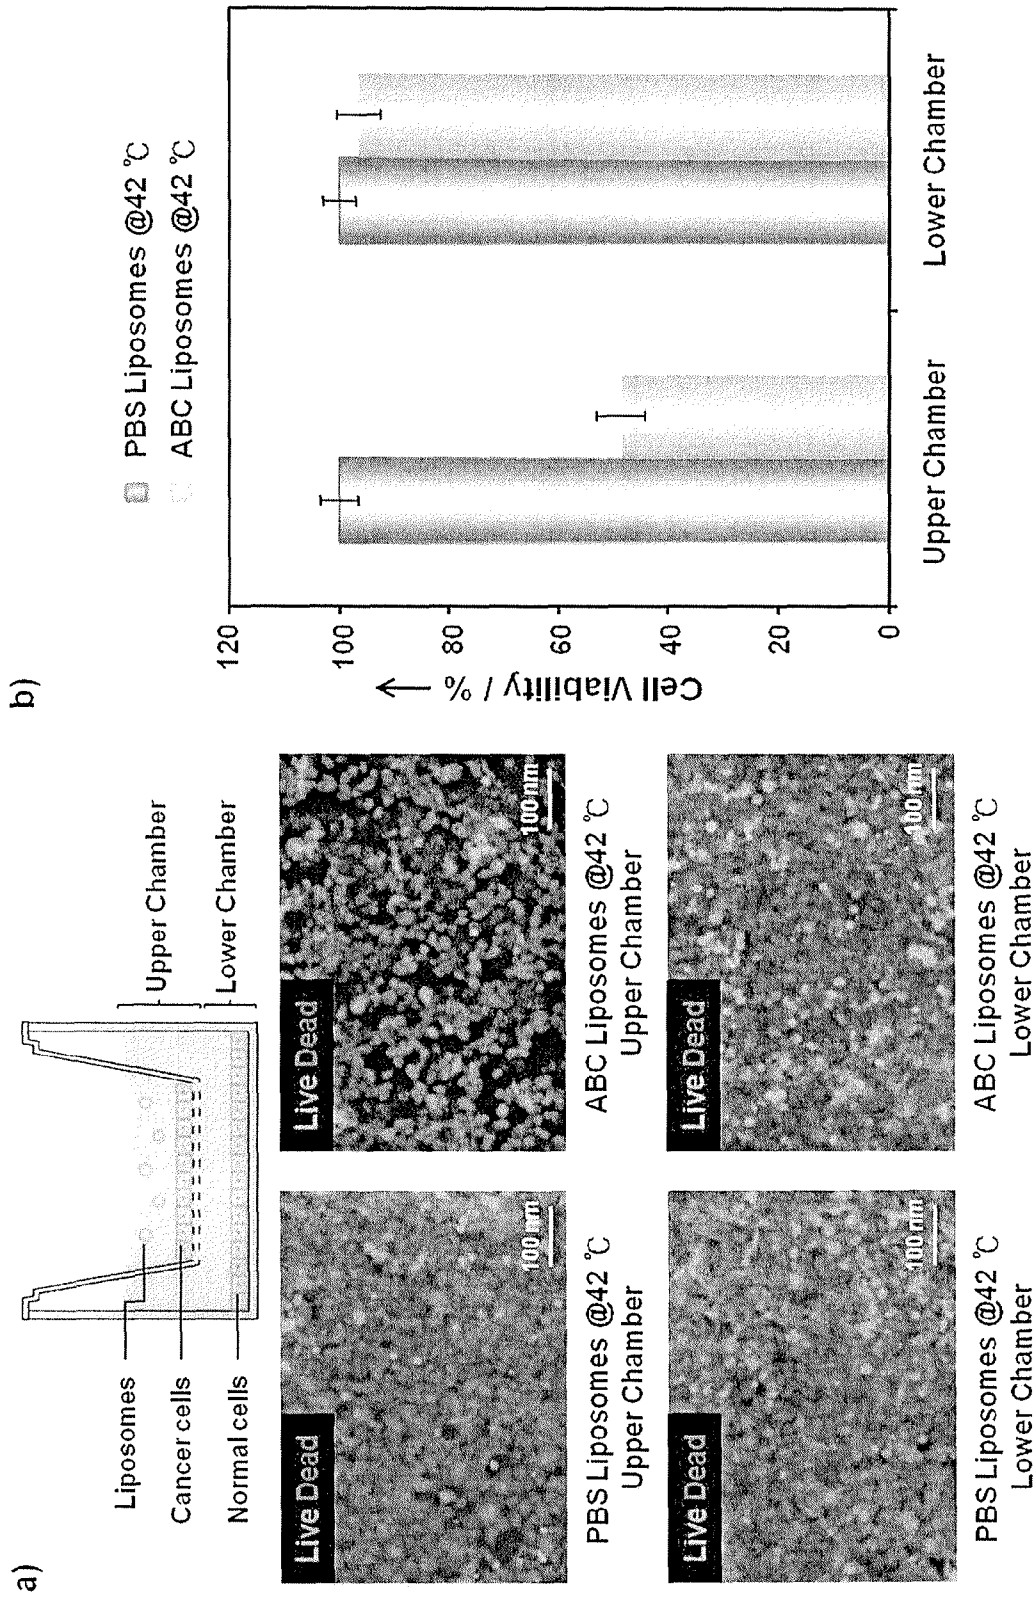 a)
Liposomes
Cancer cells
Normal cells
Upper Chamber
Lower Chamber
Live Dead
100 nm
PBS Liposomes @42 ℃
Upper Chamber
Live Dead
100 nm
ABC Liposomes @42 ℃
Upper Chamber
Live Dead
100 nm
PBS Liposomes @42 ℃
Lower Chamber
Live Dead
100 nm
ABC Liposomes @42 ℃
Lower Chamber
b)
PBS Liposomes @42 ℃
ABC Liposomes @42 ℃
Cell Viability / % →
120
100
80
60
40
20
0
Upper Chamber
Lower Chamber